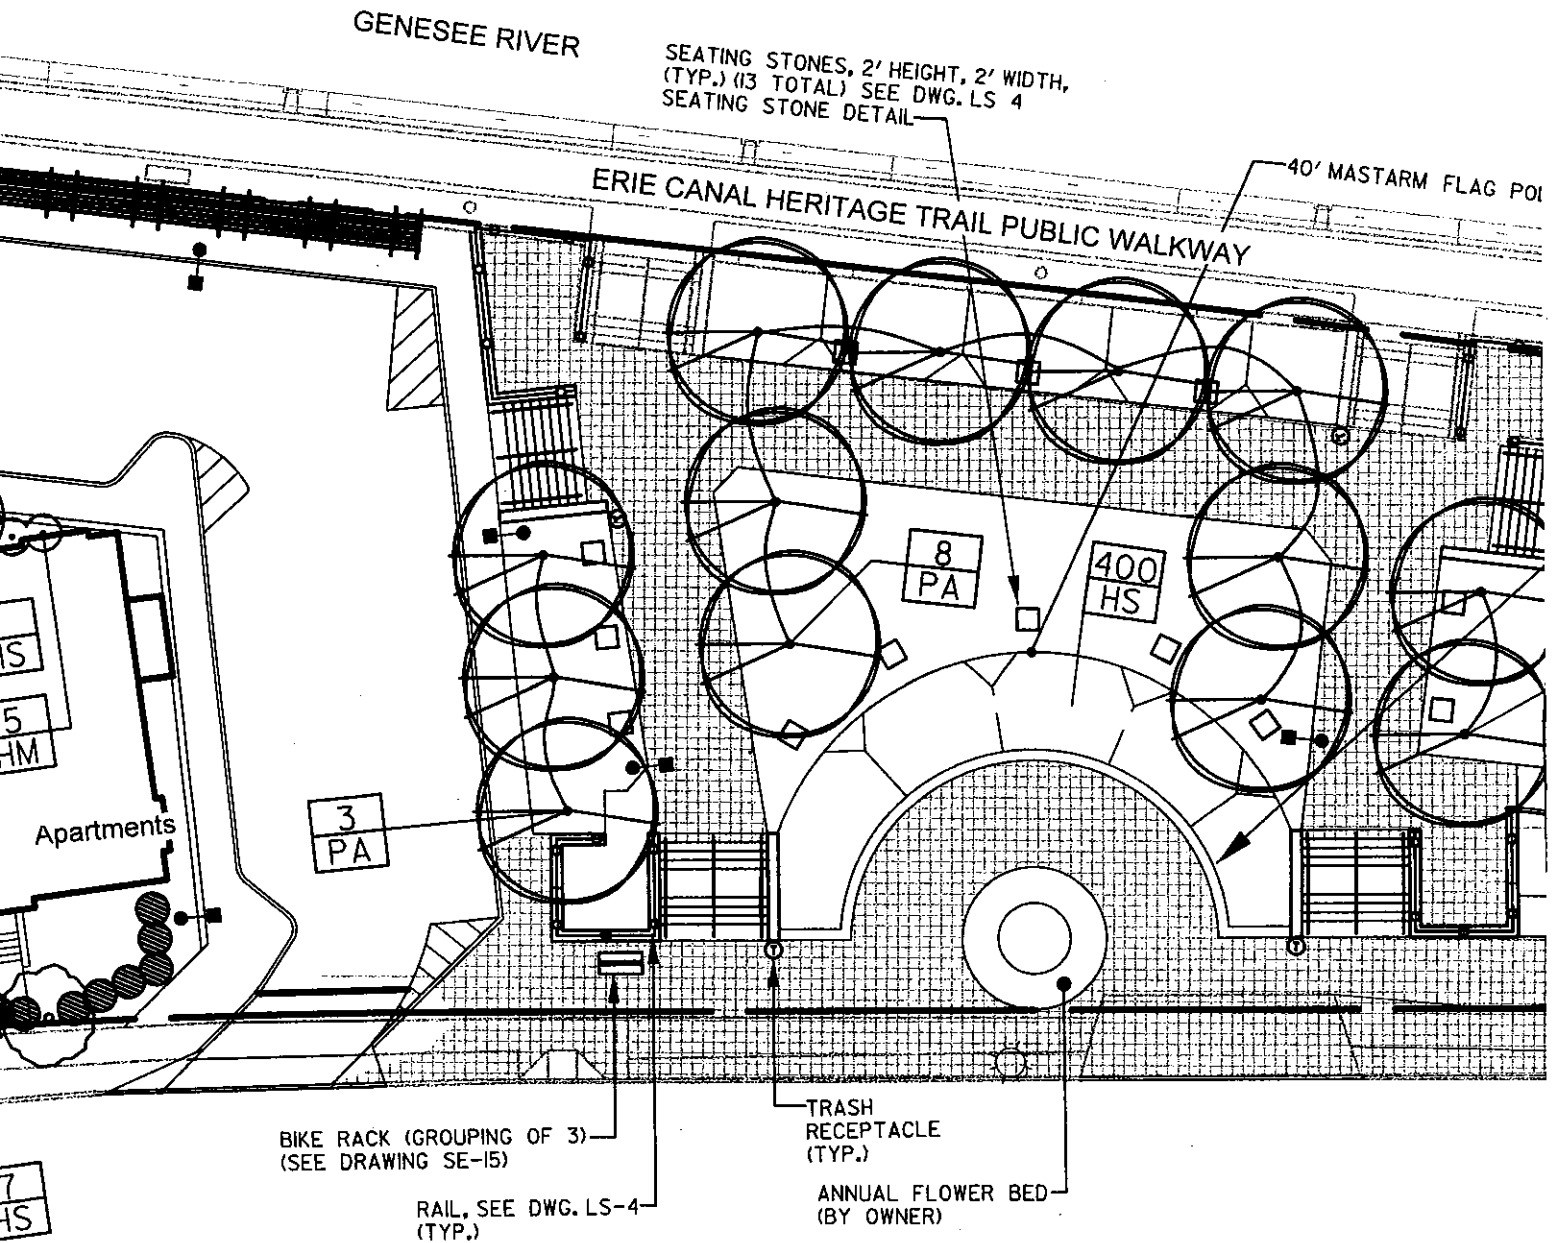 GENESEE RIVER
SEATING STONES, 2' HEIGHT, 2' WIDTH,
(TYP.) (13 TOTAL) SEE DWG. LS 4
SEATING STONE DETAIL
40' MASTARM FLAG
ERIE CANAL HERITAGE TRAIL PUBLIC WALKWAY
8
PA
400
HS
5
HM
Apartments
3
PA
T
T
BIKE RACK (GROUPING OF 3)
(SEE DRAWING SE-15)
RAIL, SEE DWG. LS-4
(TYP.)
TRASH
RECEPTACLE
(TYP.)
ANNUAL FLOWER BED
(BY OWNER)
7
HS